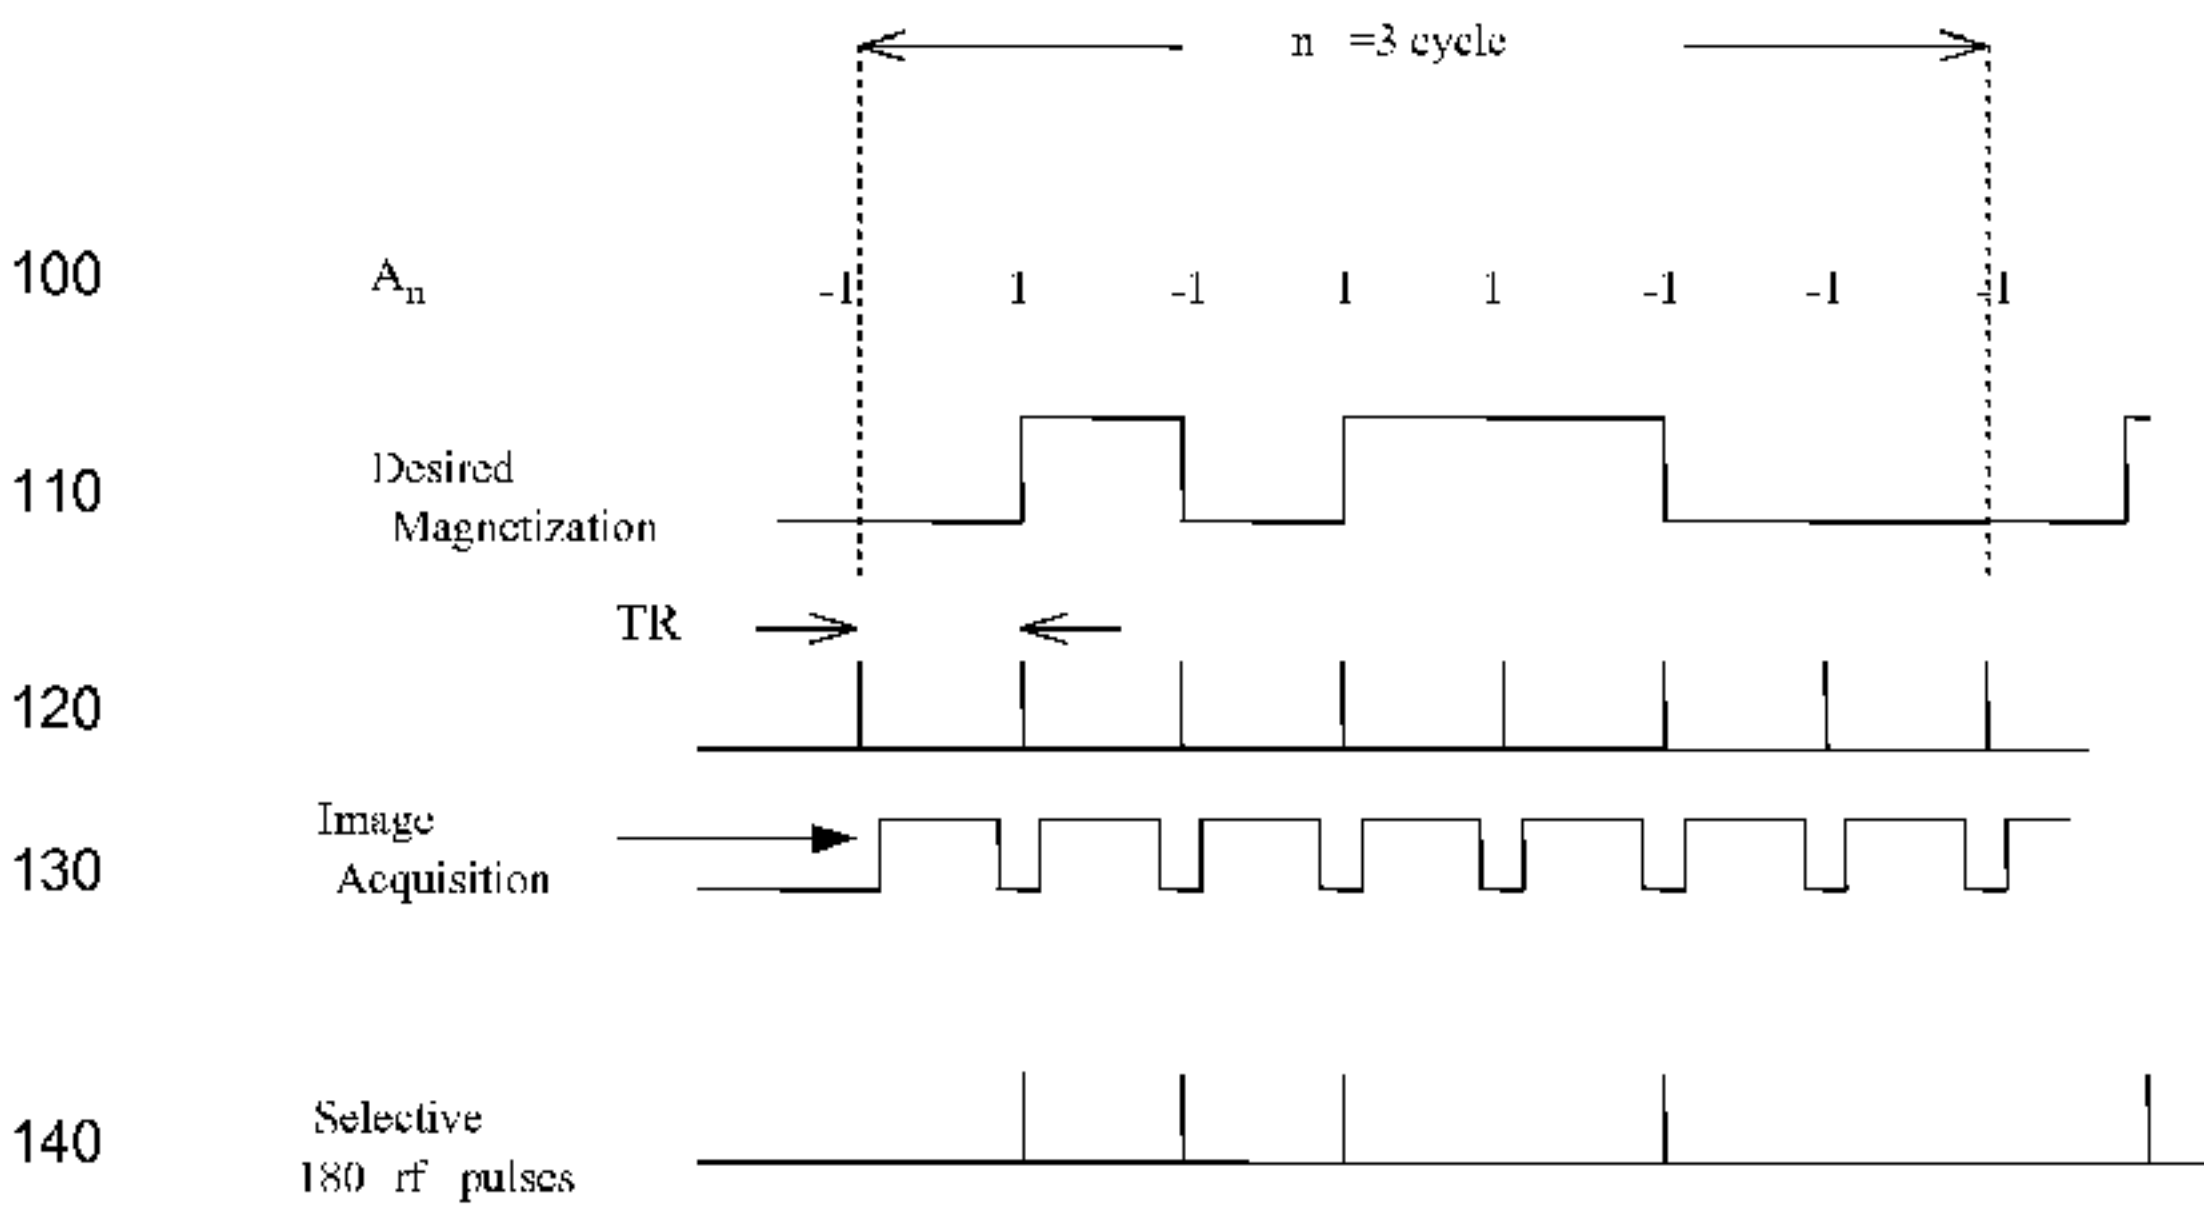 n =3 cycle
100 An -1 1 -1 1 1 -1 -1 -1
110 Desired
Magnetization
TR
120
Image
130 Acquisition
140 Selective
180 rf pulses